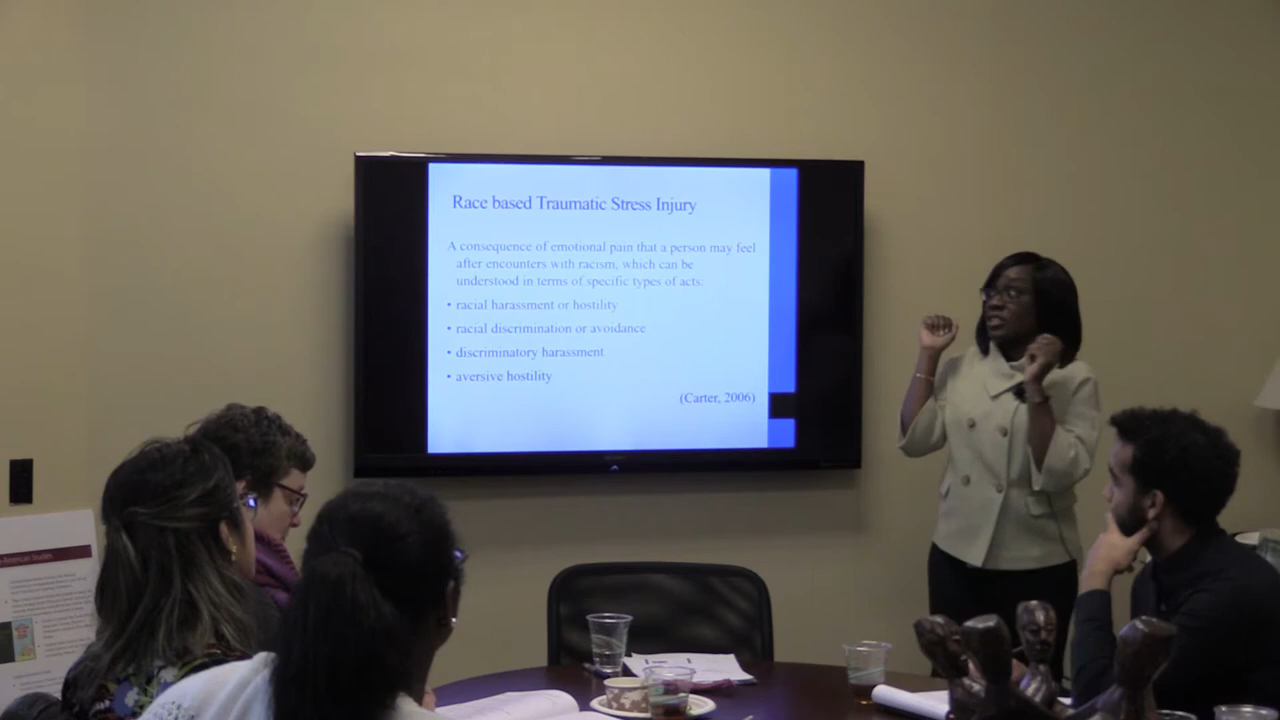 Race based Traumatic Stress Injury
A consequence of emotional pain that a person may feel
after encounters with racism, which can be
understood in terms of specific types of acts:
• racial harassment or hostility
• racial discrimination or avoidance
• discriminatory harassment
• aversive hostility
(Carter, 2006)
American Studies